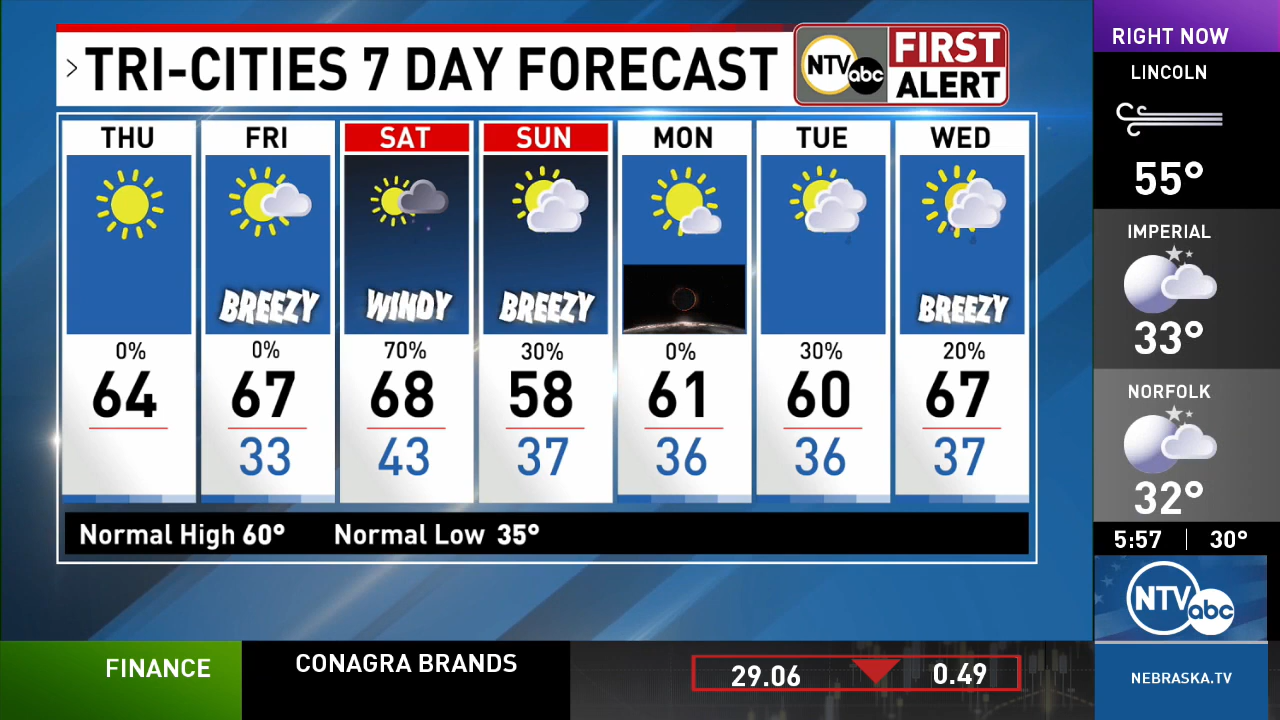 TRI-CITIES 7 DAY FORECAST
NTV abc
FIRST
ALERT
THU FRI SAT SUN MON TUE WED
BREEZY WINDY BREEZY BREEZY
0% 0% 70% 30% 0% 30% 20%
64 67 68 58 61 60 67
33 43 37 36 36 37
Normal High 60° Normal Low 35°
RIGHT NOW
LINCOLN
55°
IMPERIAL
33°
NORFOLK
32°
5:57 | 30°
NTV abc
NEBRASKA.TV
FINANCE
CONAGRA BRANDS
29.06 0.49